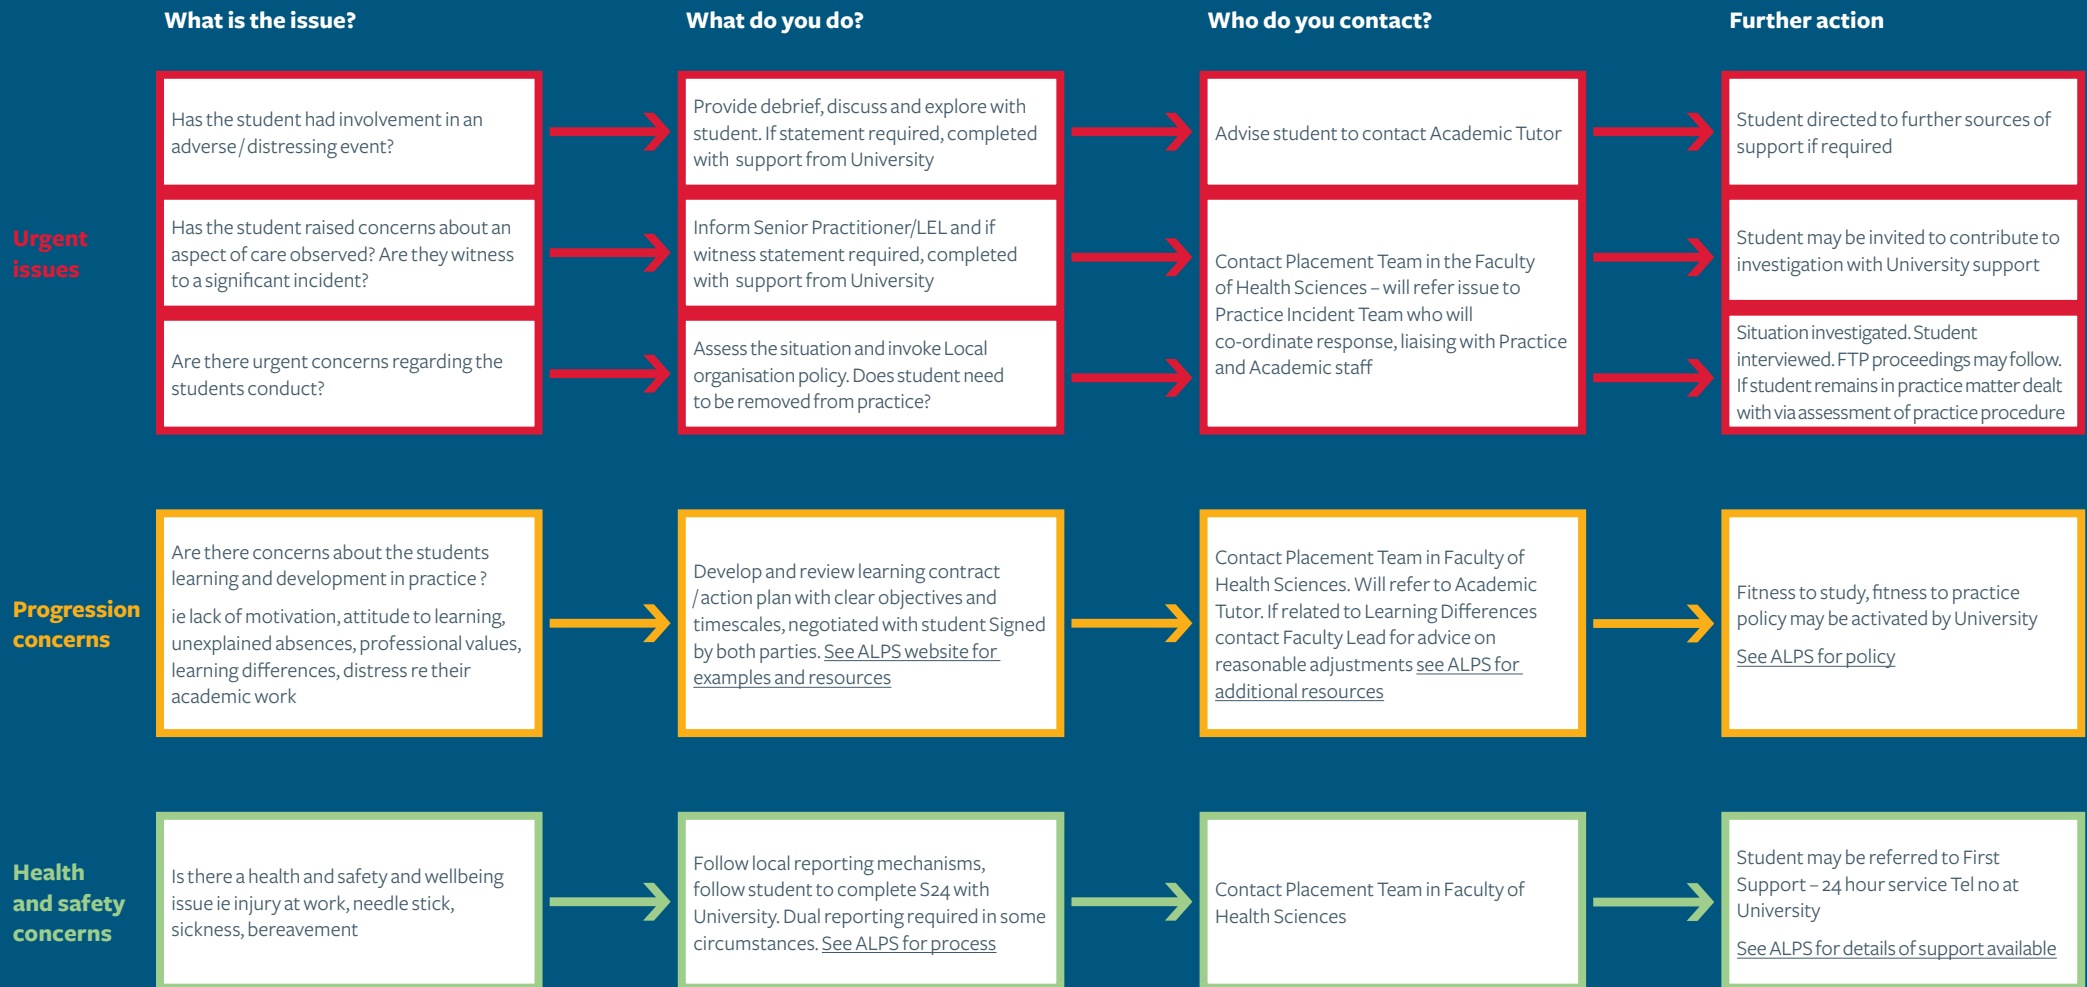 What is the issue?
What do you do?
Who do you contact?
Further action
Urgent
issues
Has the student had involvement in an
adverse / distressing event?
Provide debrief, discuss and explore with
student. If statement required, completed
with support from University
Advise student to contact Academic Tutor
Student directed to further sources of
support if required
Has the student raised concerns about an
aspect of care observed? Are they witness
to a significant incident?
Inform Senior Practitioner/LEL and if
witness statement required, completed
with support from University
Contact Placement Team in the Faculty
of Health Sciences – will refer issue to
Practice Incident Team who will
co-ordinate response, liaising with Practice
and Academic staff
Student may be invited to contribute to
investigation with University support
Are there urgent concerns regarding the
students conduct?
Assess the situation and invoke Local
organisation policy. Does student need
to be removed from practice?
Situation investigated. Student
interviewed. FTP proceedings may follow.
If student remains in practice matter dealt
with via assessment of practice procedure
Progression
concerns
Are there concerns about the students
learning and development in practice ?
ie lack of motivation, attitude to learning,
unexplained absences, professional values,
learning differences, distress re their
academic work
Develop and review learning contract
/ action plan with clear objectives and
timescales, negotiated with student Signed
by both parties. See ALPS website for
examples and resources
Contact Placement Team in Faculty of
Health Sciences. Will refer to Academic
Tutor. If related to Learning Differences
contact Faculty Lead for advice on
reasonable adjustments see ALPS for
additional resources
Fitness to study, fitness to practice
policy may be activated by University
See ALPS for policy
Health
and safety
concerns
Is there a health and safety and wellbeing
issue ie injury at work, needle stick,
sickness, bereavement
Follow local reporting mechanisms,
follow student to complete S24 with
University. Dual reporting required in some
circumstances. See ALPS for process
Contact Placement Team in Faculty of
Health Sciences
Student may be referred to First
Support – 24 hour service Tel no at
University
See ALPS for details of support available